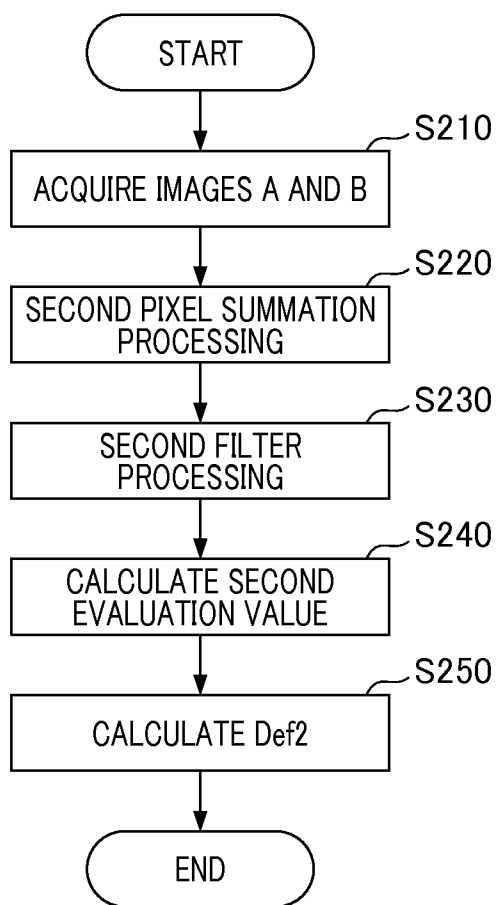 START
S210
ACQUIRE IMAGES A AND B
S220
SECOND PIXEL SUMMATION
PROCESSING
S230
SECOND FILTER
PROCESSING
S240
CALCULATE SECOND
EVALUATION VALUE
S250
CALCULATE Def2
END